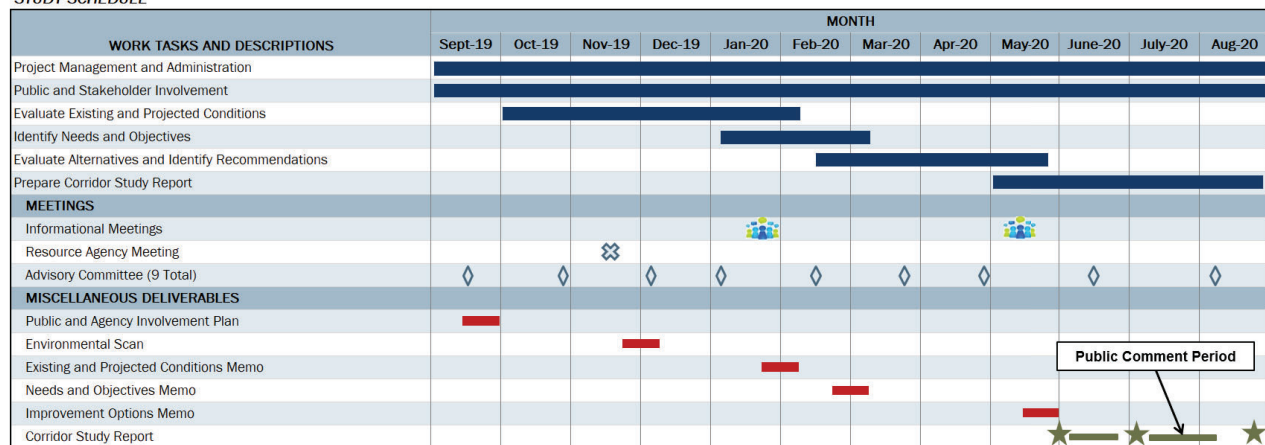 STUDY SCHEDULE
MONTH
WORK TASKS AND DESCRIPTIONS Sept-19 Oct-19 Nov-19 Dec-19 Jan-20 Feb-20 Mar-20 Apr-20 May-20 June-20 July-20 Aug-20
Project Management and Administration
Public and Stakeholder Involvement
Evaluate Existing and Projected Conditions
Identify Needs and Objectives
Evaluate Alternatives and Identify Recommendations
Prepare Corridor Study Report
MEETINGS
Informational Meetings
Resource Agency Meeting
Advisory Committee (9 Total)
MISCELLANEOUS DELIVERABLES
Public and Agency Involvement Plan
Environmental Scan
Public Comment Period
Existing and Projected Conditions Memo
Needs and Objectives Memo
Improvement Options Memo
Corridor Study Report